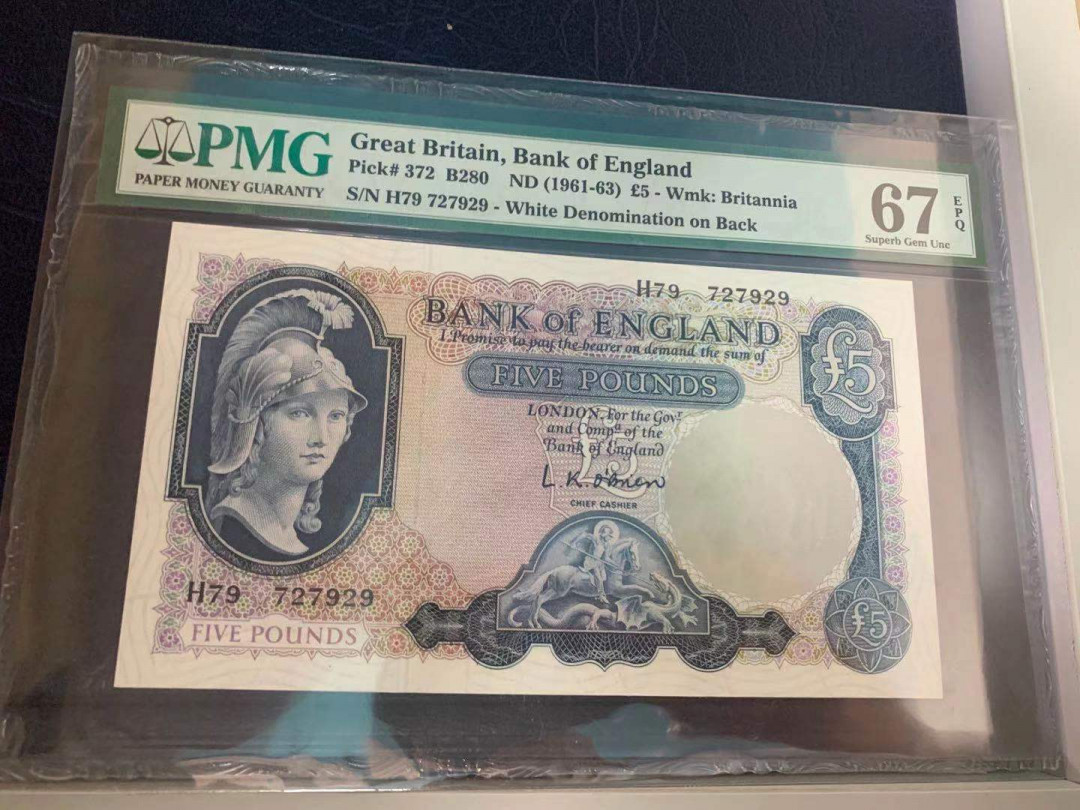 PMG
PAPER MONEY GUARANTY
Great Britain, Bank of England
Pick# 372 B280 ND (1961-63) £5 - Wmk: Britannia
S/N H79 727929 - White Denomination on Back
67
EPQ
Superb Gem Unc
H79 727929
BANK of ENGLAND
I Promise to pay the bearer on demand the sum of
FIVE POUNDS
£5
LONDON, For the Govr
and Compa of the
Bank of England
L.K. O'Brien
CHIEF CASHIER
H79 727929
FIVE POUNDS
£5